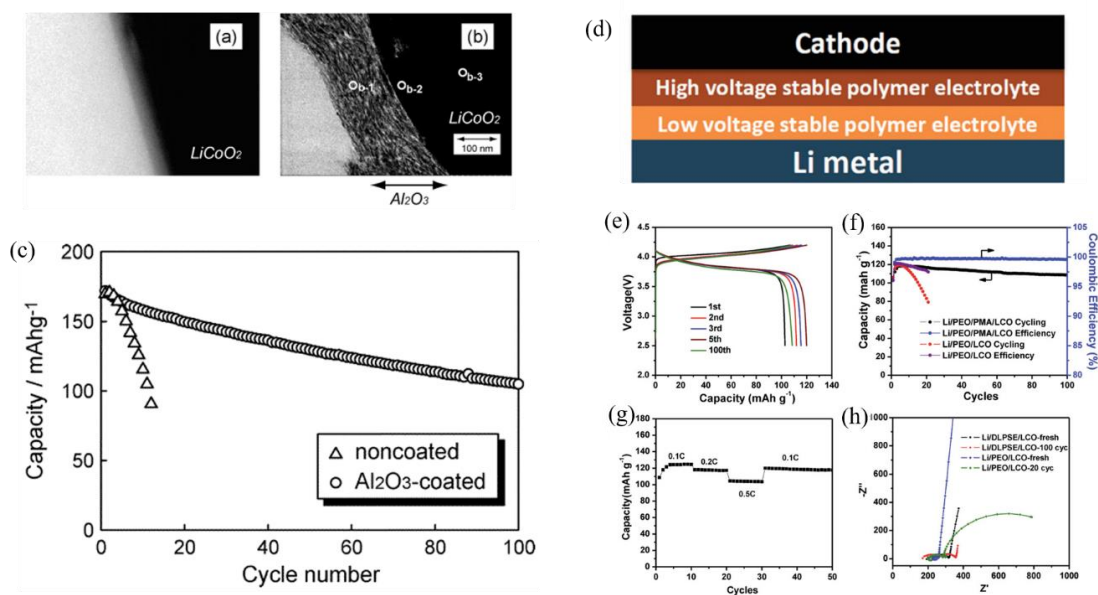 (a)
LiCoO2
(b)
b-1
b-2
b-3
LiCoO2
100 nm
Al2O3
(c)
200
150
100
50
0
Capacity / mAhg-1
0 20 40 60 80 100
Cycle number
noncoated
Al2O3-coated
(d)
Cathode
High voltage stable polymer electrolyte
Low voltage stable polymer electrolyte
Li metal
(e)
4.5
4.0
3.5
3.0
2.5
2.0
Voltage(V)
1st
2nd
3rd
5th
100th
0 20 40 60 80 100 120 140
Capacity (mAh g-1)
(f)
160
140
120
100
80
60
40
20
0
Capacity (mah g-1)
Li/PEO/PMA/LCO Cycling
Li/PEO/PMA/LCO Efficiency
Li/PEO/LCO Cycling
Li/PEO/LCO Efficiency
105
100
95
90
85
80
Coulombic Efficiency (%)
0 20 40 60 80 100
Cycles
(g)
180
160
140
120
100
80
60
40
20
0
Capacity(mAh g-1)
0.1C
0.2C
0.5C
0.1C
0 10 20 30 40 50
Cycles
(h)
1000
800
600
400
200
0
-Z''
Li/DLPSE/LCO-fresh
Li/DLPSE/LCO-100 cyc
Li/PEO/LCO-fresh
Li/PEO/LCO-20 cyc
0 200 400 600 800 1000
Z'